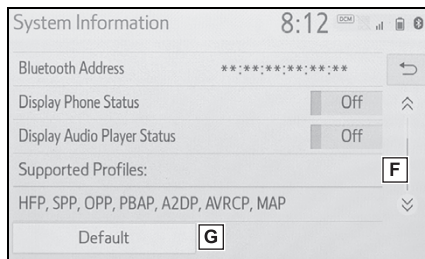 System Information 8:12 DCM
Bluetooth Address **:**:**:**:**:**
Display Phone Status Off
Display Audio Player Status Off
Supported Profiles:
F
HFP, SPP, OPP, PBAP, A2DP, AVRCP, MAP
Default G